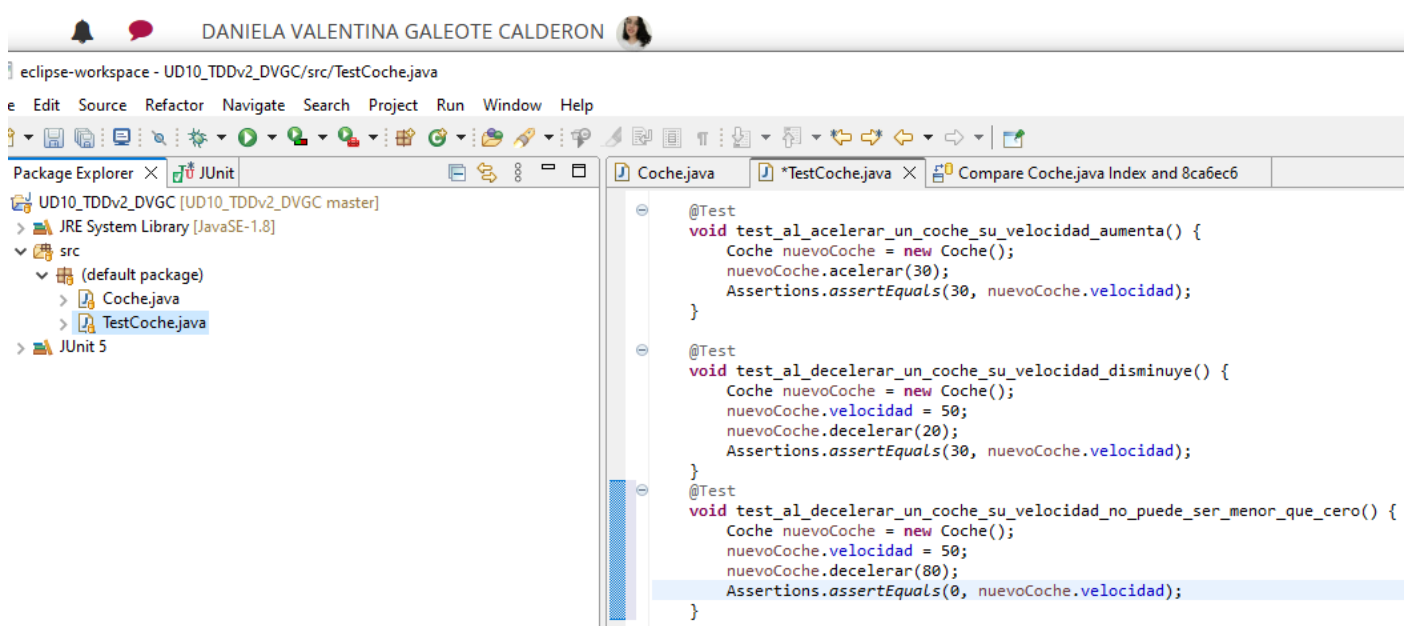 DANIELA VALENTINA GALEOTE CALDERON
eclipse-workspace - UD10_TDDv2_DVGC/src/TestCoche.java
e Edit Source Refactor Navigate Search Project Run Window Help
Package Explorer JUnit
Coche.java *TestCoche.java Compare Coche.java Index and 8ca6ec6
UD10_TDDv2_DVGC [UD10_TDDv2_DVGC master]
JRE System Library [JavaSE-1.8]
src
(default package)
Coche.java
TestCoche.java
JUnit 5
@Test
void test_al_acelerar_un_coche_su_velocidad_aumenta() {
Coche nuevoCoche = new Coche();
nuevoCoche.acelerar(30);
Assertions.assertEquals(30, nuevoCoche.velocidad);
}
@Test
void test_al_decelerar_un_coche_su_velocidad_disminuye() {
Coche nuevoCoche = new Coche();
nuevoCoche.velocidad = 50;
nuevoCoche.decelerar(20);
Assertions.assertEquals(30, nuevoCoche.velocidad);
}
@Test
void test_al_decelerar_un_coche_su_velocidad_no_puede_ser_menor_que_cero() {
Coche nuevoCoche = new Coche();
nuevoCoche.velocidad = 50;
nuevoCoche.decelerar(80);
Assertions.assertEquals(0, nuevoCoche.velocidad);
}